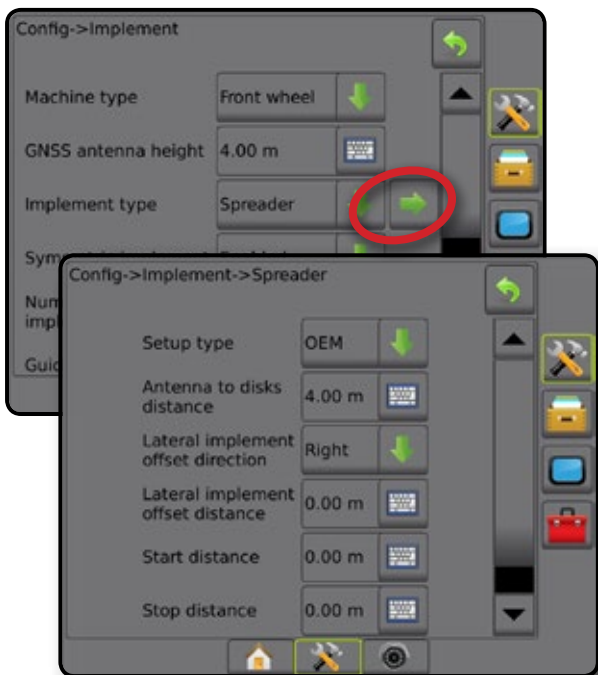 Config->Implement
Machine type Front wheel
GNSS antenna height 4.00 m
Implement type Spreader
Config->Implement->Spreader
Setup type OEM
Antenna to disks
distance 4.00 m
Lateral implement
offset direction Right
Lateral implement
offset distance 0.00 m
Start distance 0.00 m
Stop distance 0.00 m